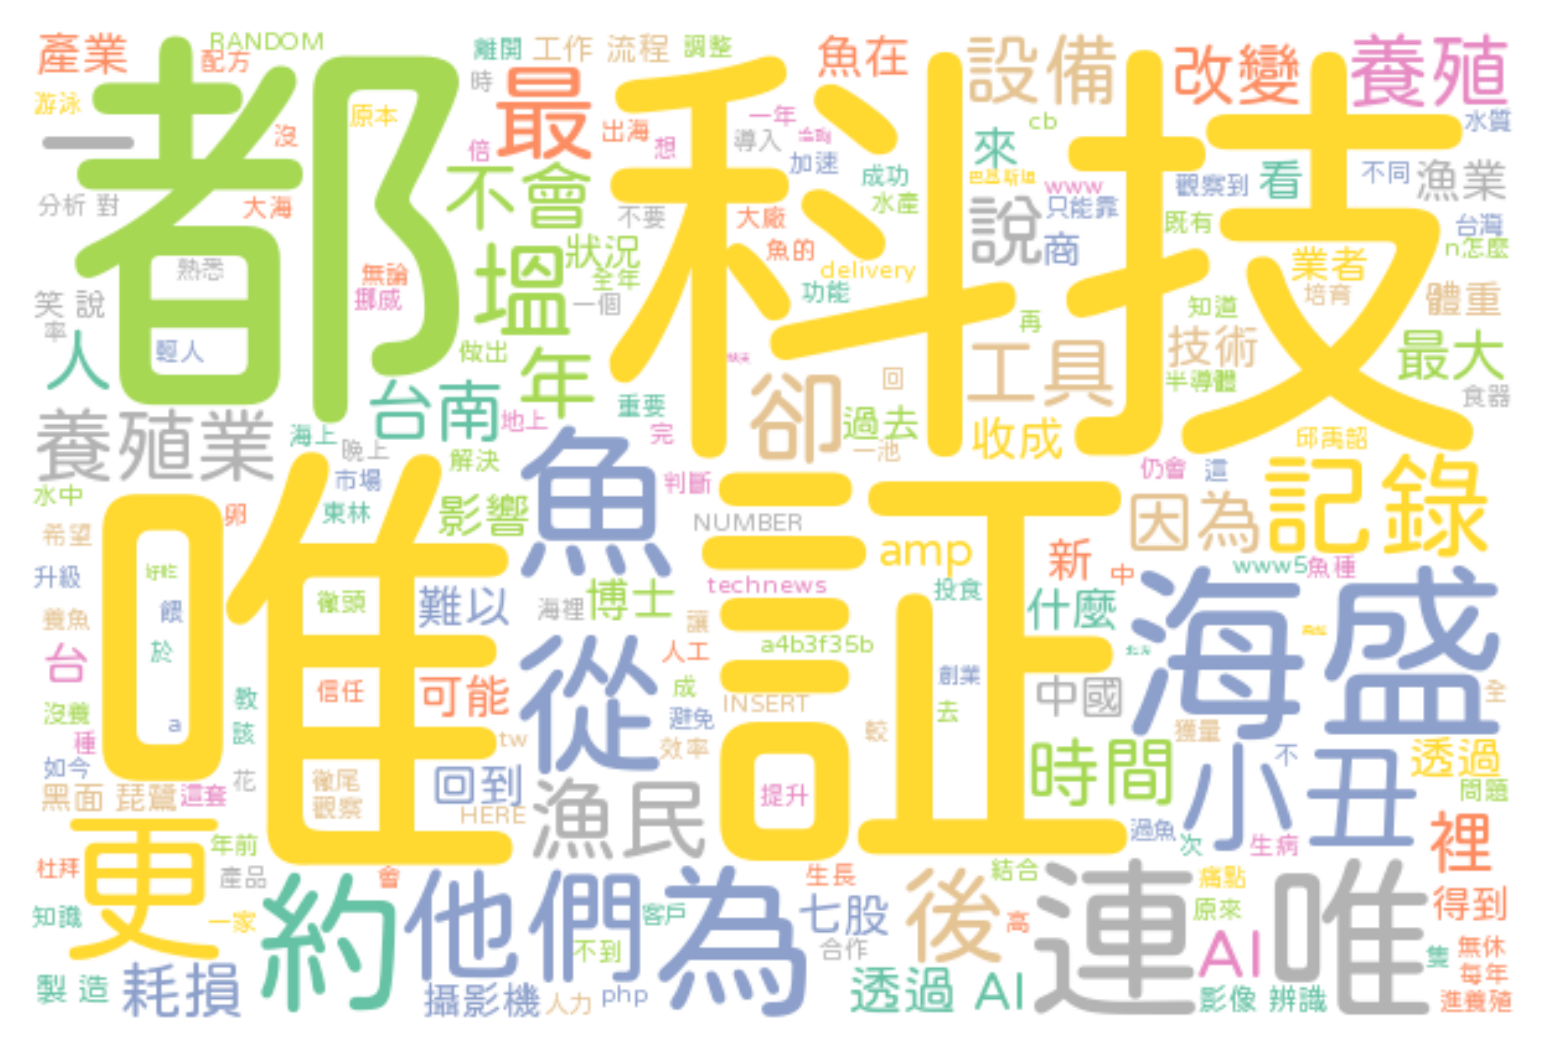 產業
RANDOM
配方
離開 工作 流程 調整
魚在
設備
改變
養殖
游泳
都
科技
最
時
原本
沒
一
倍
出海
想
一年
導入
加速
cb
來
水質
分析 對
大海
不會
不要
大廠
成功
水產
巴基斯坦
www
觀察到
看
不同
漁業
說
商
只能靠
既有
台灣
n怎麼
熟悉
無論
挪威
塭
狀況
全年
一個
魚的
delivery
功能
業者
培育
體重
笑 說
率
人
輕人
做出
年
再
知道
技術
最大
工具
半導體
食器
養殖業
台南
地上
重要
完
卻
回
過去
一池
收成
邱禹韶
海上
晚上
解決
市場
水中
卵
東林
影響
魚
判斷
NUMBER
amp
仍會
這
因為
記錄
希望
升級
養魚
唯
証
好吃
餵
於
徹頭
難以
海裡
博士
technews
讓
投食
新
中
www5
魚種
什麼
海盛
台
信任
可能
從
人工
成
a4b3f35b
INSERT
避免
創業
去
中國
全
沒養
種
教
該
a
tw
效率
較
獲量
如今
黑面 琵鷺
這套
花
徹尾
觀察
回到
HERE
漁民
提升
時間
小丑
不
透過
問題
更
年前
過魚
次
生病
裡
杜拜
產品
會
生長
結合
痛點
知識
一家
約
他們
為
客戶
不到
七股
合作
後
高
連
原來
唯
得到
AI
無休
隻
每年
製 造
耗損
攝影機
人力
php
透過 AI
影像 辨識
進養殖